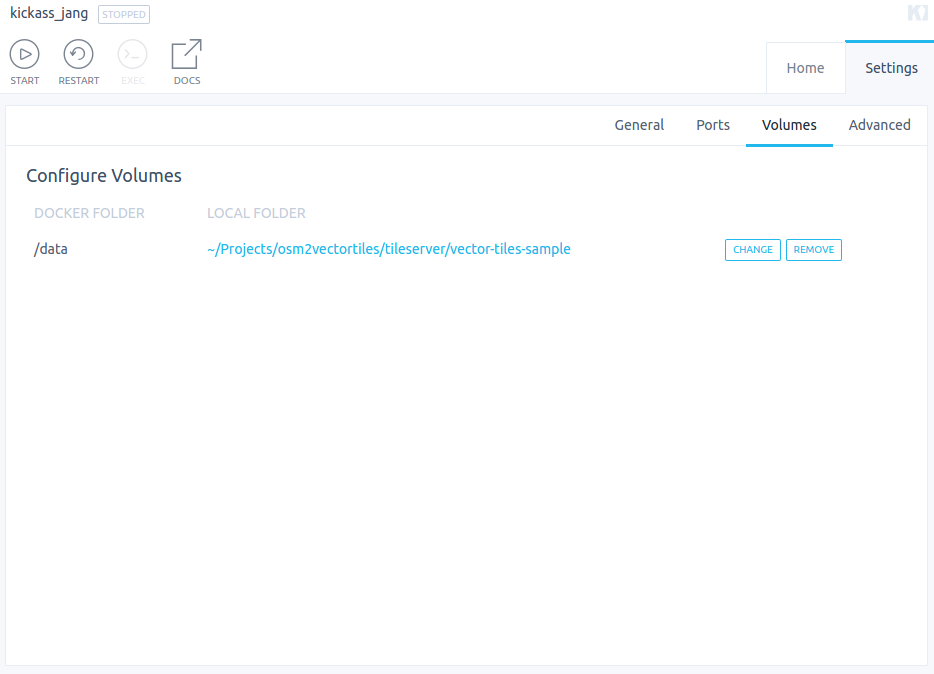 kickass_jang STOPPED
START RESTART EXEC DOCS
Home Settings
General Ports Volumes Advanced
Configure Volumes
DOCKER FOLDER LOCAL FOLDER
/data ~/Projects/osm2vectortiles/tileserver/vector-tiles-sample CHANGE REMOVE